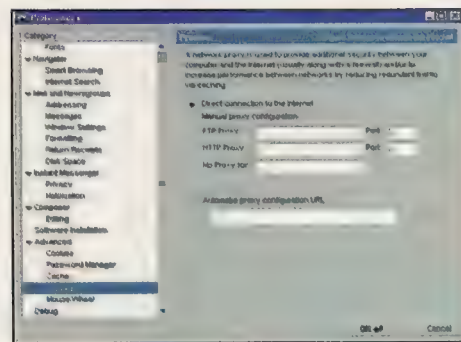 Preferences
Category
Fonts
Navigator
Smart Browsing
Internet Search
Mail and Newsgroups
Addressing
Messages
Window Settings
Formatting
Return Receipts
Disk Space
Instant Messenger
Privacy
Notification
Composer
Editing
Software Installation
Advanced
Cookies
Password Manager
Cache
Mouse Wheel
Debug
A network proxy is used to provide additional security between your
computer and the Internet (usually along with a firewall) and/or to
increase performance between networks by reducing redundant traffic
via caching.
Direct connection to the Internet
Manual proxy configuration
FTP Proxy
Port
HTTP Proxy
Port
No Proxy for
Automatic proxy configuration URL
OK
Cancel